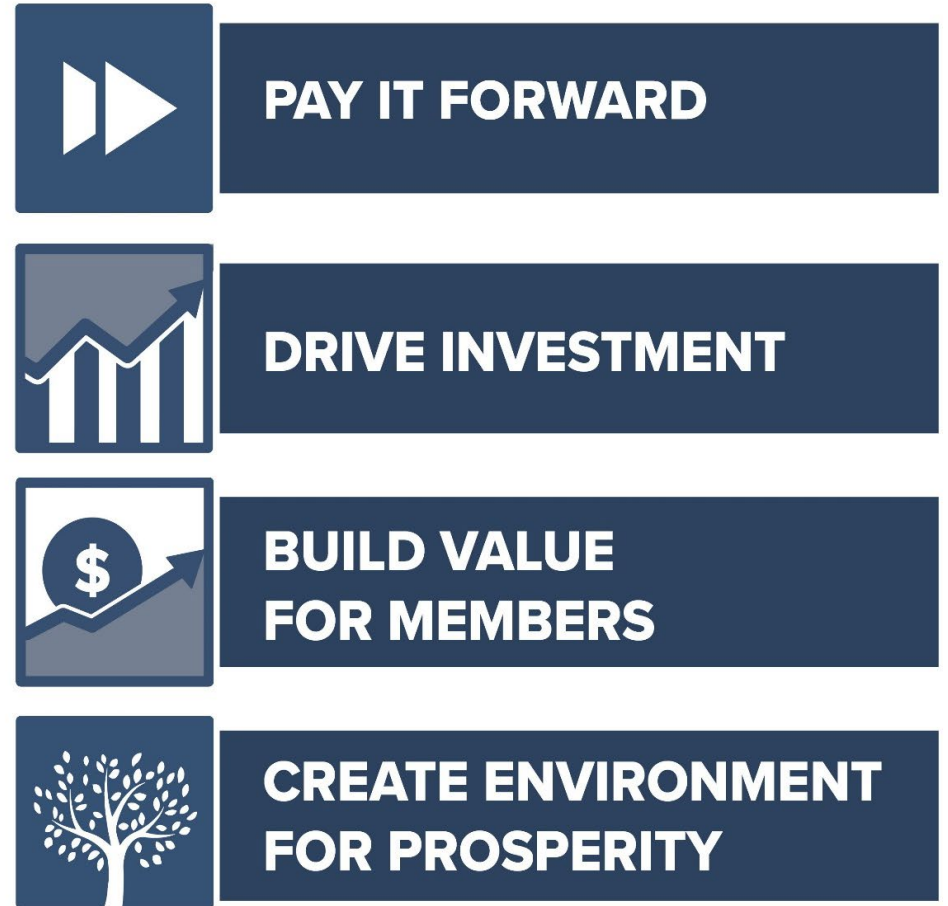 PAY IT FORWARD
DRIVE INVESTMENT
$
BUILD VALUE
FOR MEMBERS
CREATE ENVIRONMENT
FOR PROSPERITY